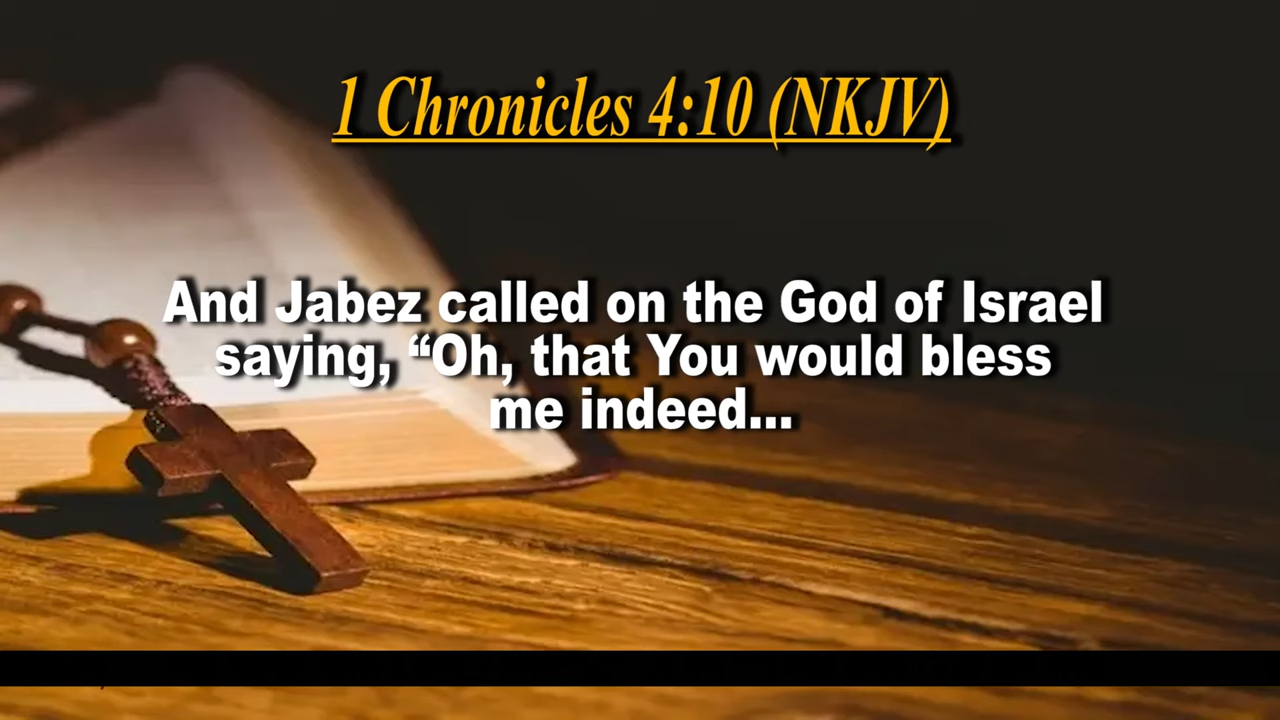 1 Chronicles 4:10 (NKJV)
And Jabez called on the God of Israel
saying, “Oh, that You would bless
me indeed...